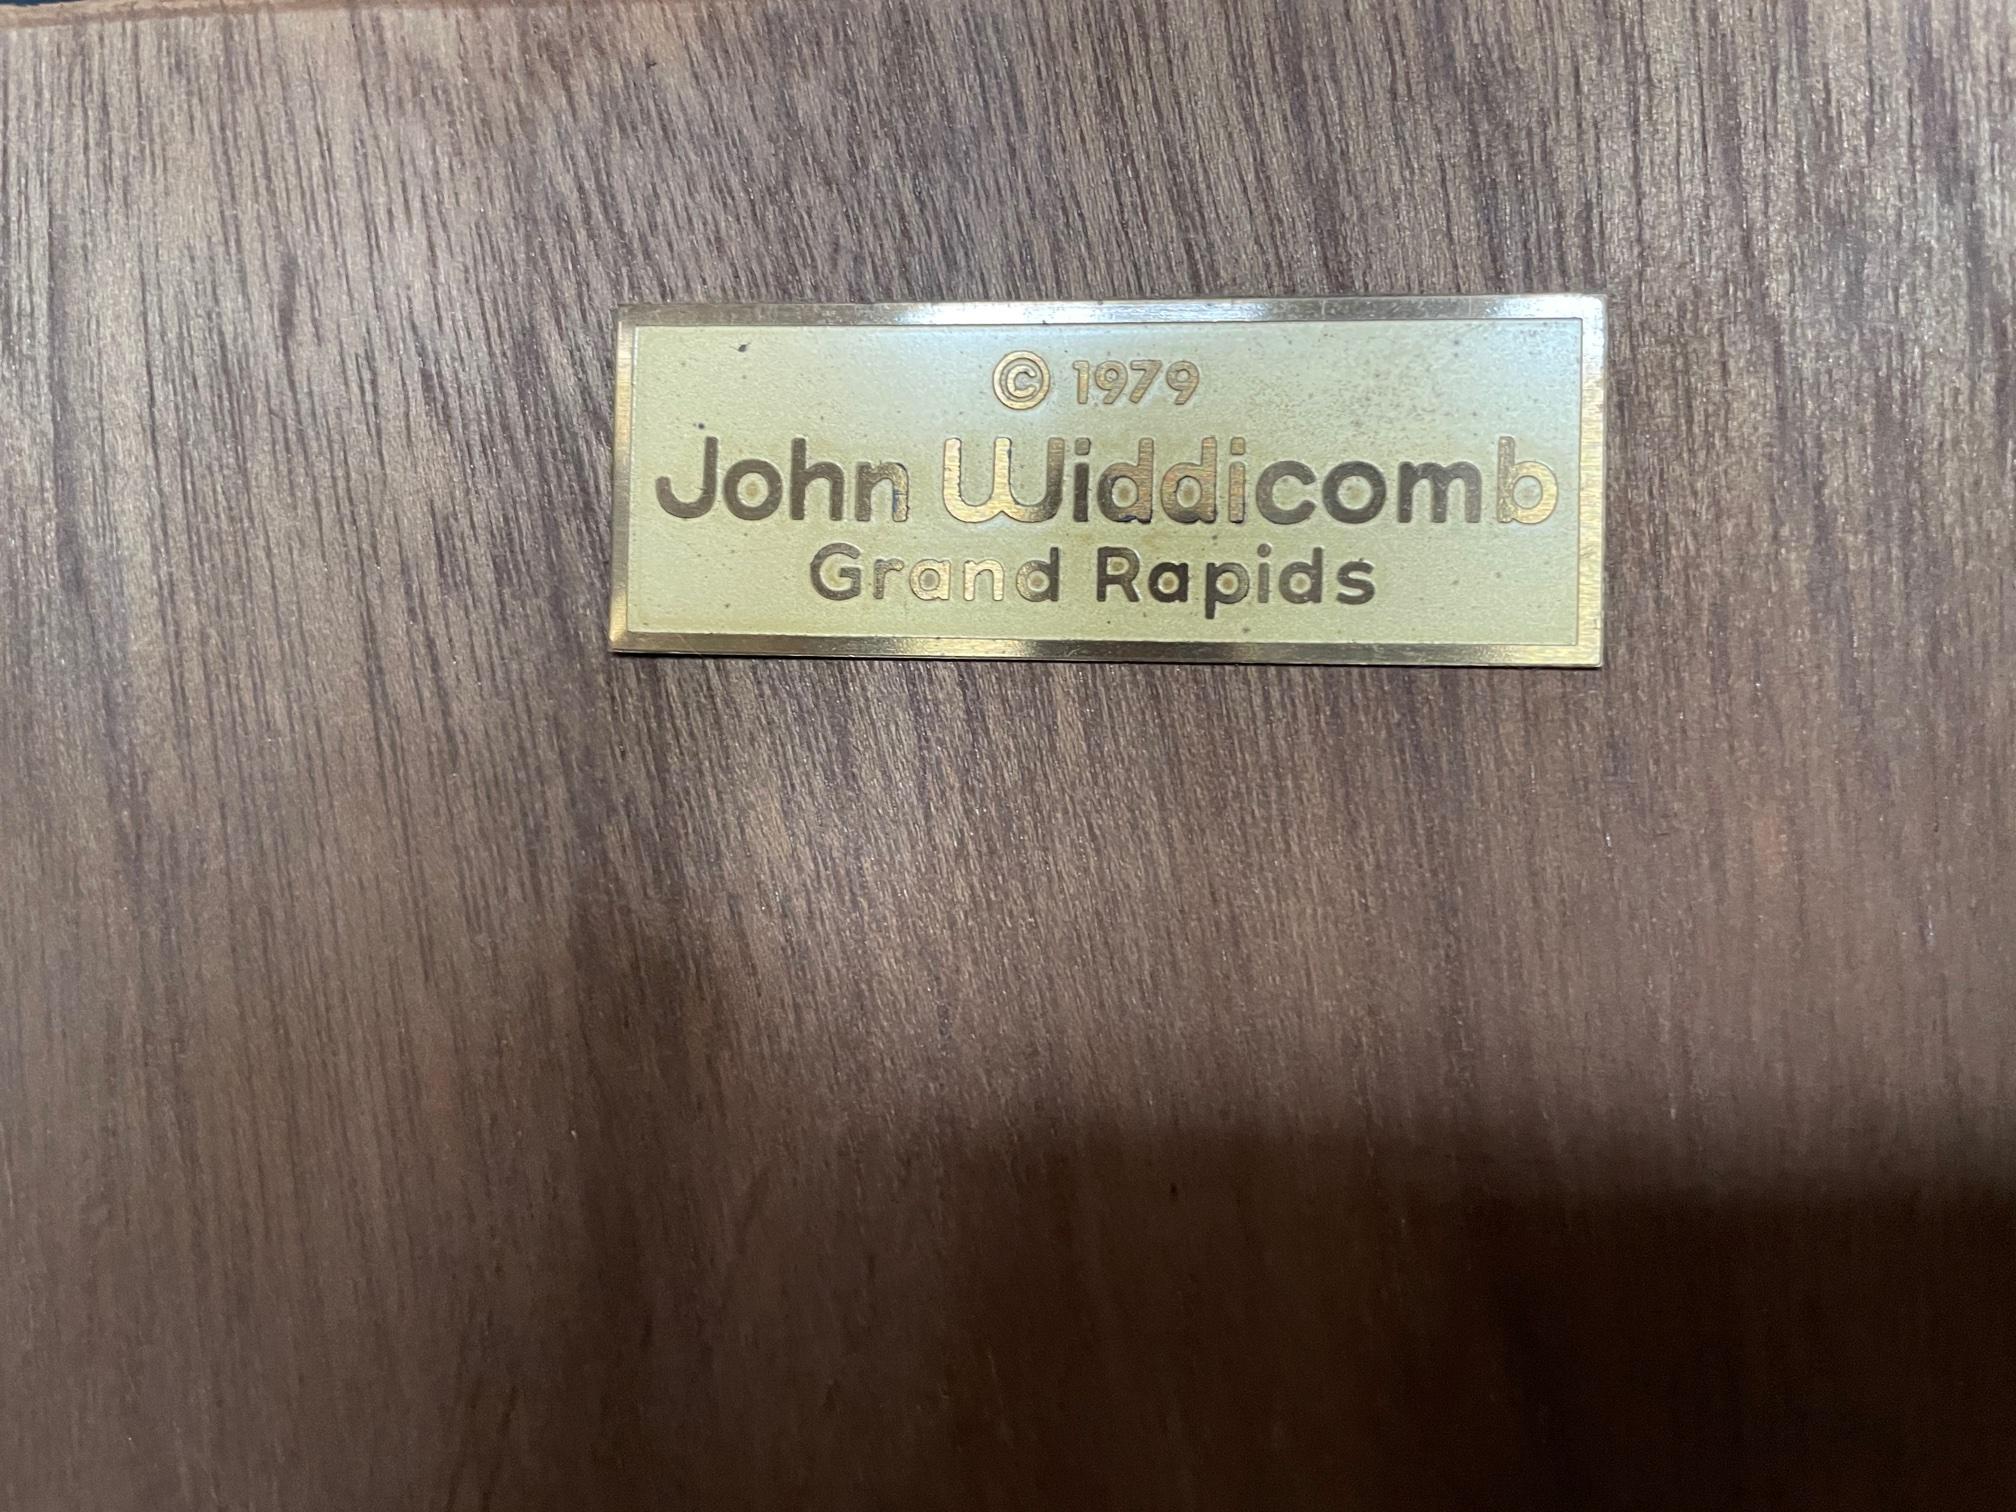 © 1979
John Widdicomb
Grand Rapids